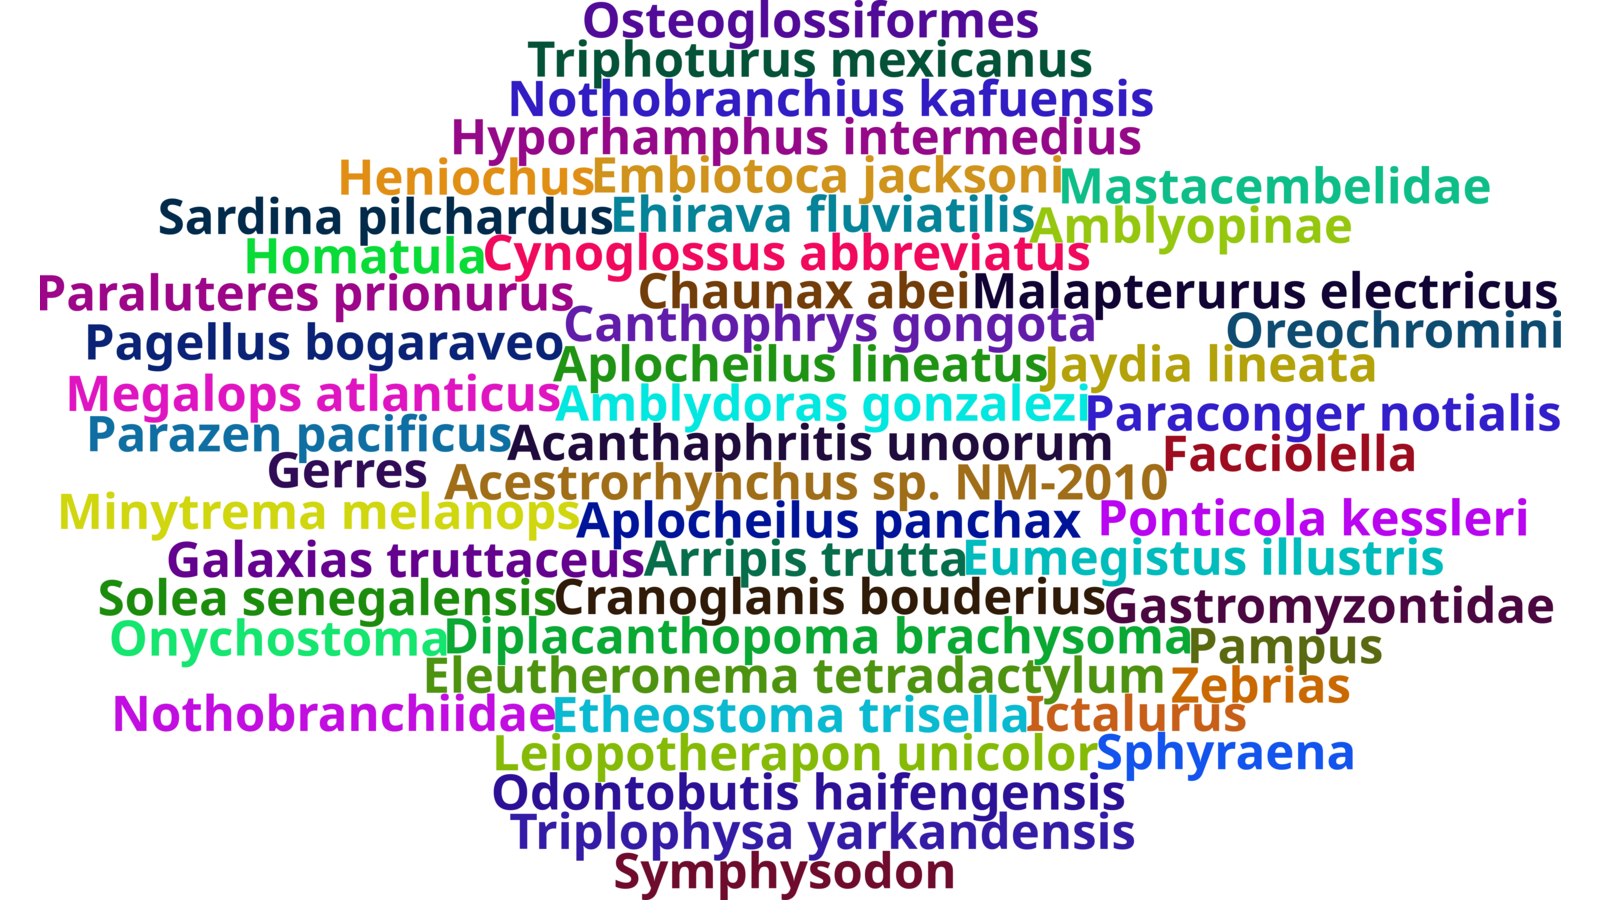 Osteoglossiformes
Triphoturus mexicanus
Nothobranchius kafuensis
Hyporhamphus intermedius
Heniochus Embiotoca jacksoni Mastacembelidae
Sardina pilchardus Ehirava fluviatilis Amblyopinae
Homatula Cynoglossus abbreviatus
Paraluteres prionurus Chaunax abei Malapterurus electricus
Canthophrys gongota Oreochromini
Pagellus bogaraveo
Aplocheilus lineatus Jaydia lineata
Megalops atlanticus Amblydoras gonzalezi Paraconger notialis
Parazen pacificus Acanthaphritis unoorum Facciolella
Gerres Acestrorhynchus sp. NM-2010
Minytrema melanops Aplocheilus panchax Ponticola kessleri
Galaxias truttaceus Arripis trutta Eumegistus illustris
Solea senegalensis Cranoglanis bouderius Gastromyzontidae
Onychostoma Diplacanthopoma brachysoma Pampus
Eleutheronema tetradactylum Zebrias
Nothobranchiidae Etheostoma trisella Ictalurus
Leiopotherapon unicolor Sphyraena
Odontobutis haifengensis
Triplophysa yarkandensis
Symphysodon